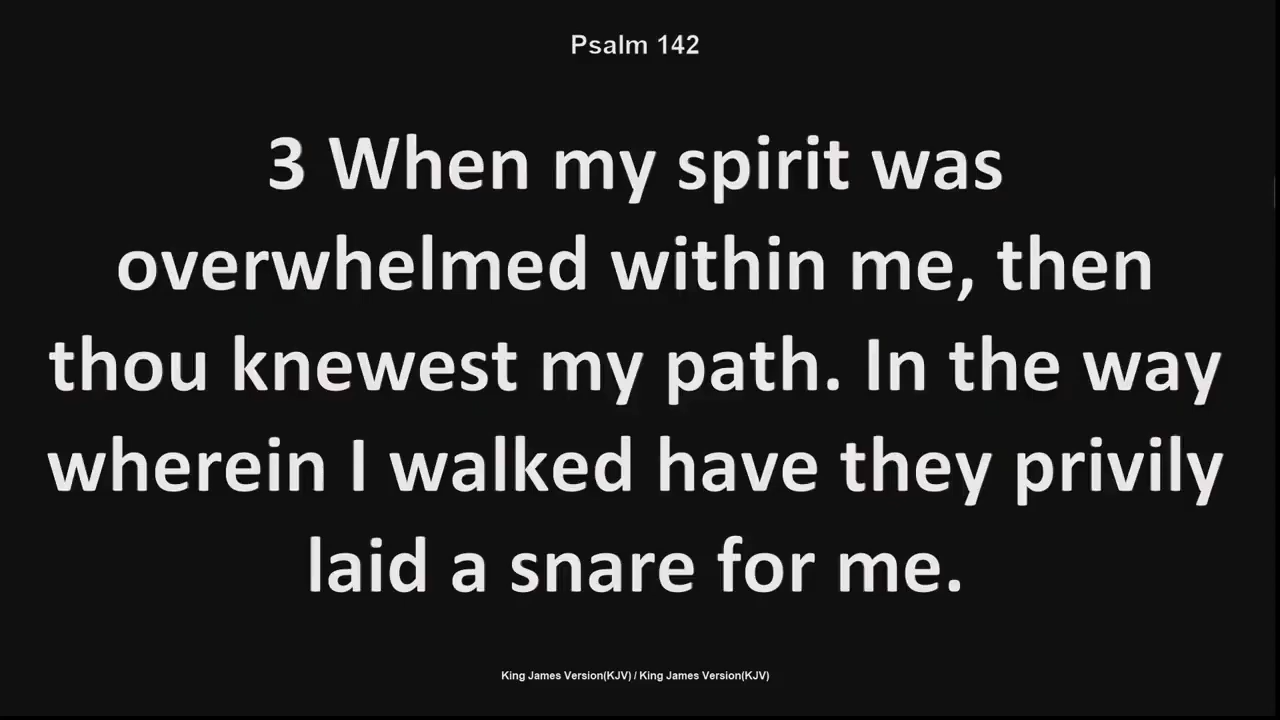 Psalm 142
3 When my spirit was
overwhelmed within me, then
thou knewest my path. In the way
wherein I walked have they privily
laid a snare for me.
King James Version(KJV) / King James Version(KJV)